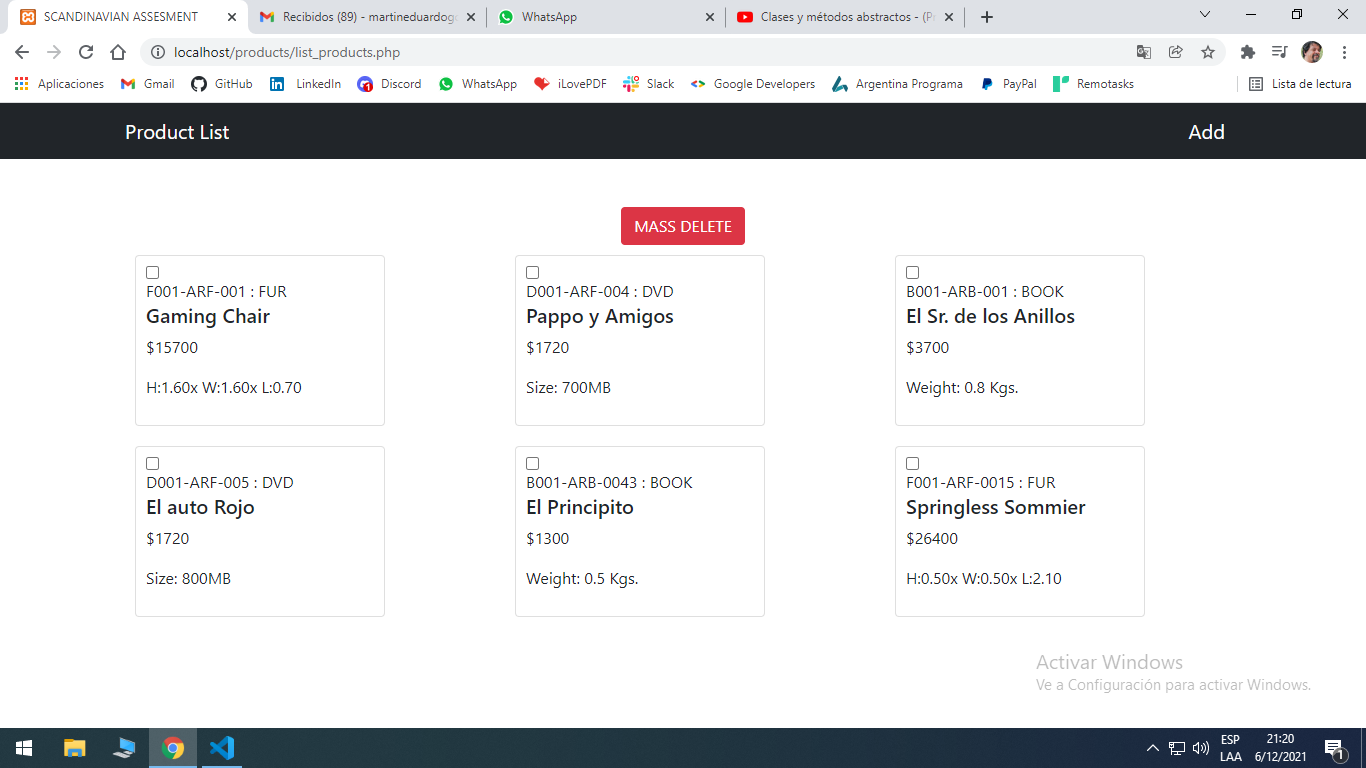 SCANDINAVIAN ASSESMENT
Recibidos (89) - martineduardogo
WhatsApp
Clases y métodos abstractos - (P
localhost/products/list_products.php
Aplicaciones
Gmail
GitHub
LinkedIn
Discord
WhatsApp
iLovePDF
Slack
Google Developers
Argentina Programa
PayPal
Remotasks
Lista de lectura
Product List
Add
MASS DELETE
F001-ARF-001 : FUR
Gaming Chair
$15700
H:1.60x W:1.60x L:0.70
D001-ARF-004 : DVD
Pappo y Amigos
$1720
Size: 700MB
B001-ARB-001 : BOOK
El Sr. de los Anillos
$3700
Weight: 0.8 Kgs.
D001-ARF-005 : DVD
El auto Rojo
$1720
Size: 800MB
B001-ARB-0043 : BOOK
El Principito
$1300
Weight: 0.5 Kgs.
F001-ARF-0015 : FUR
Springless Sommier
$26400
H:0.50x W:0.50x L:2.10
Activar Windows
Ve a Configuración para activar Windows.
ESP
LAA
21:20
6/12/2021
1